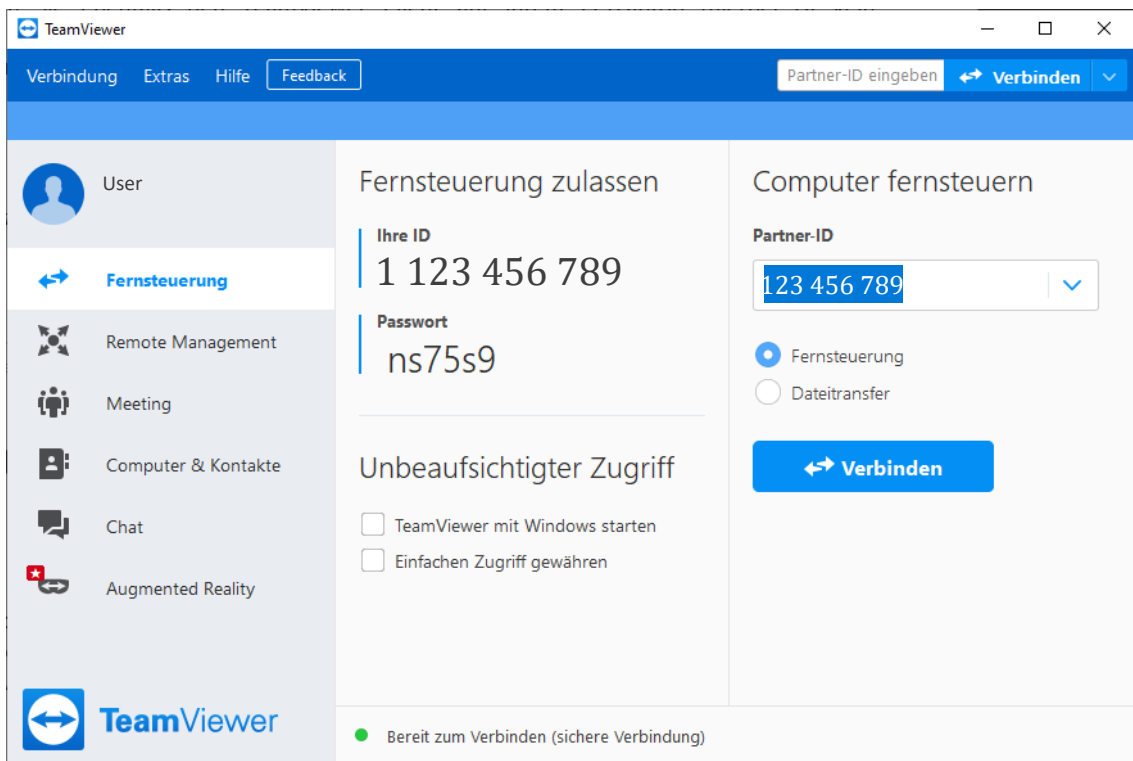 TeamViewer
Verbindung Extras Hilfe Feedback
Partner-ID eingeben Verbinden
User
Fernsteuerung
Remote Management
Meeting
Computer & Kontakte
Chat
Augmented Reality
TeamViewer
Fernsteuerung zulassen
Ihre ID
1 123 456 789
Passwort
ns75s9
Unbeaufsichtigter Zugriff
TeamViewer mit Windows starten
Einfachen Zugriff gewähren
Computer fernsteuern
Partner-ID
123 456 789
Fernsteuerung
Dateitransfer
Verbinden
Bereit zum Verbinden (sichere Verbindung)